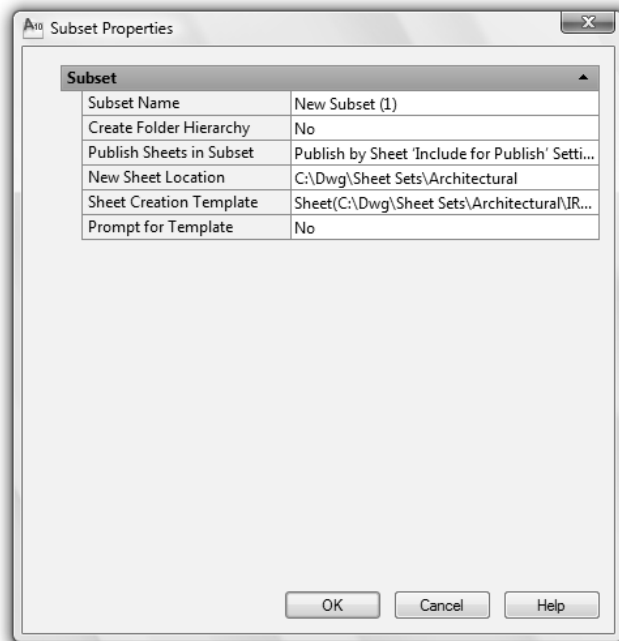 A10 Subset Properties
Subset
Subset Name New Subset (1)
Create Folder Hierarchy No
Publish Sheets in Subset Publish by Sheet ‘Include for Publish’ Setti...
New Sheet Location C:\Dwg\Sheet Sets\Architectural
Sheet Creation Template Sheet(C:\Dwg\Sheet Sets\Architectural\IR...
Prompt for Template No
OK Cancel Help